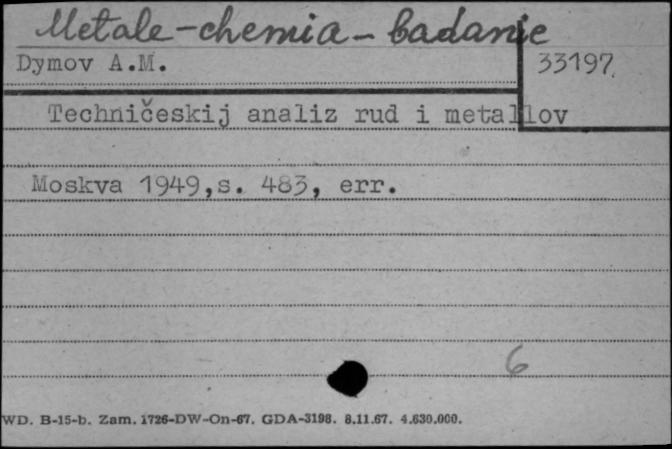 Metale-chemia-badanie
Dymov A.M.
33197
Techničeskij analiz rud i metallov
Moskva 1949,s. 483, err.
6
WD. B-15-b. Zam. 1726-DW-On-67. GDA-3198. 8.11.67. 4.630.000.